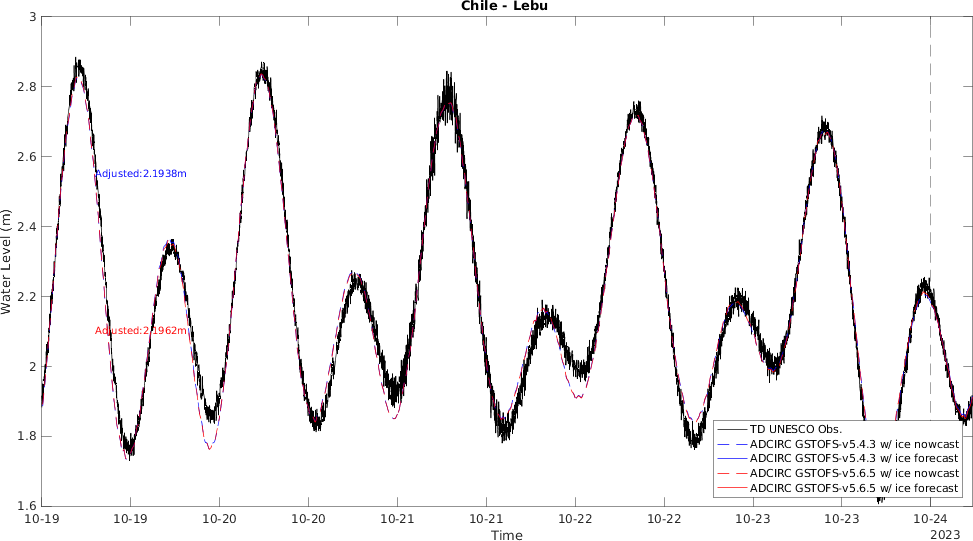 Chile - Lebu
3
2.8
2.6
2.4
2.2
2
1.8
1.6
Water Level (m)
Adjusted:2.1938m
Adjusted:2.1962m
TD UNESCO Obs.
ADCIRC GSTOFS-v5.4.3 w/ ice nowcast
ADCIRC GSTOFS-v5.4.3 w/ ice forecast
ADCIRC GSTOFS-v5.6.5 w/ ice nowcast
ADCIRC GSTOFS-v5.6.5 w/ ice forecast
10-19 10-19 10-20 10-20 10-21 10-21 10-22 10-22 10-23 10-23 10-24
Time
2023